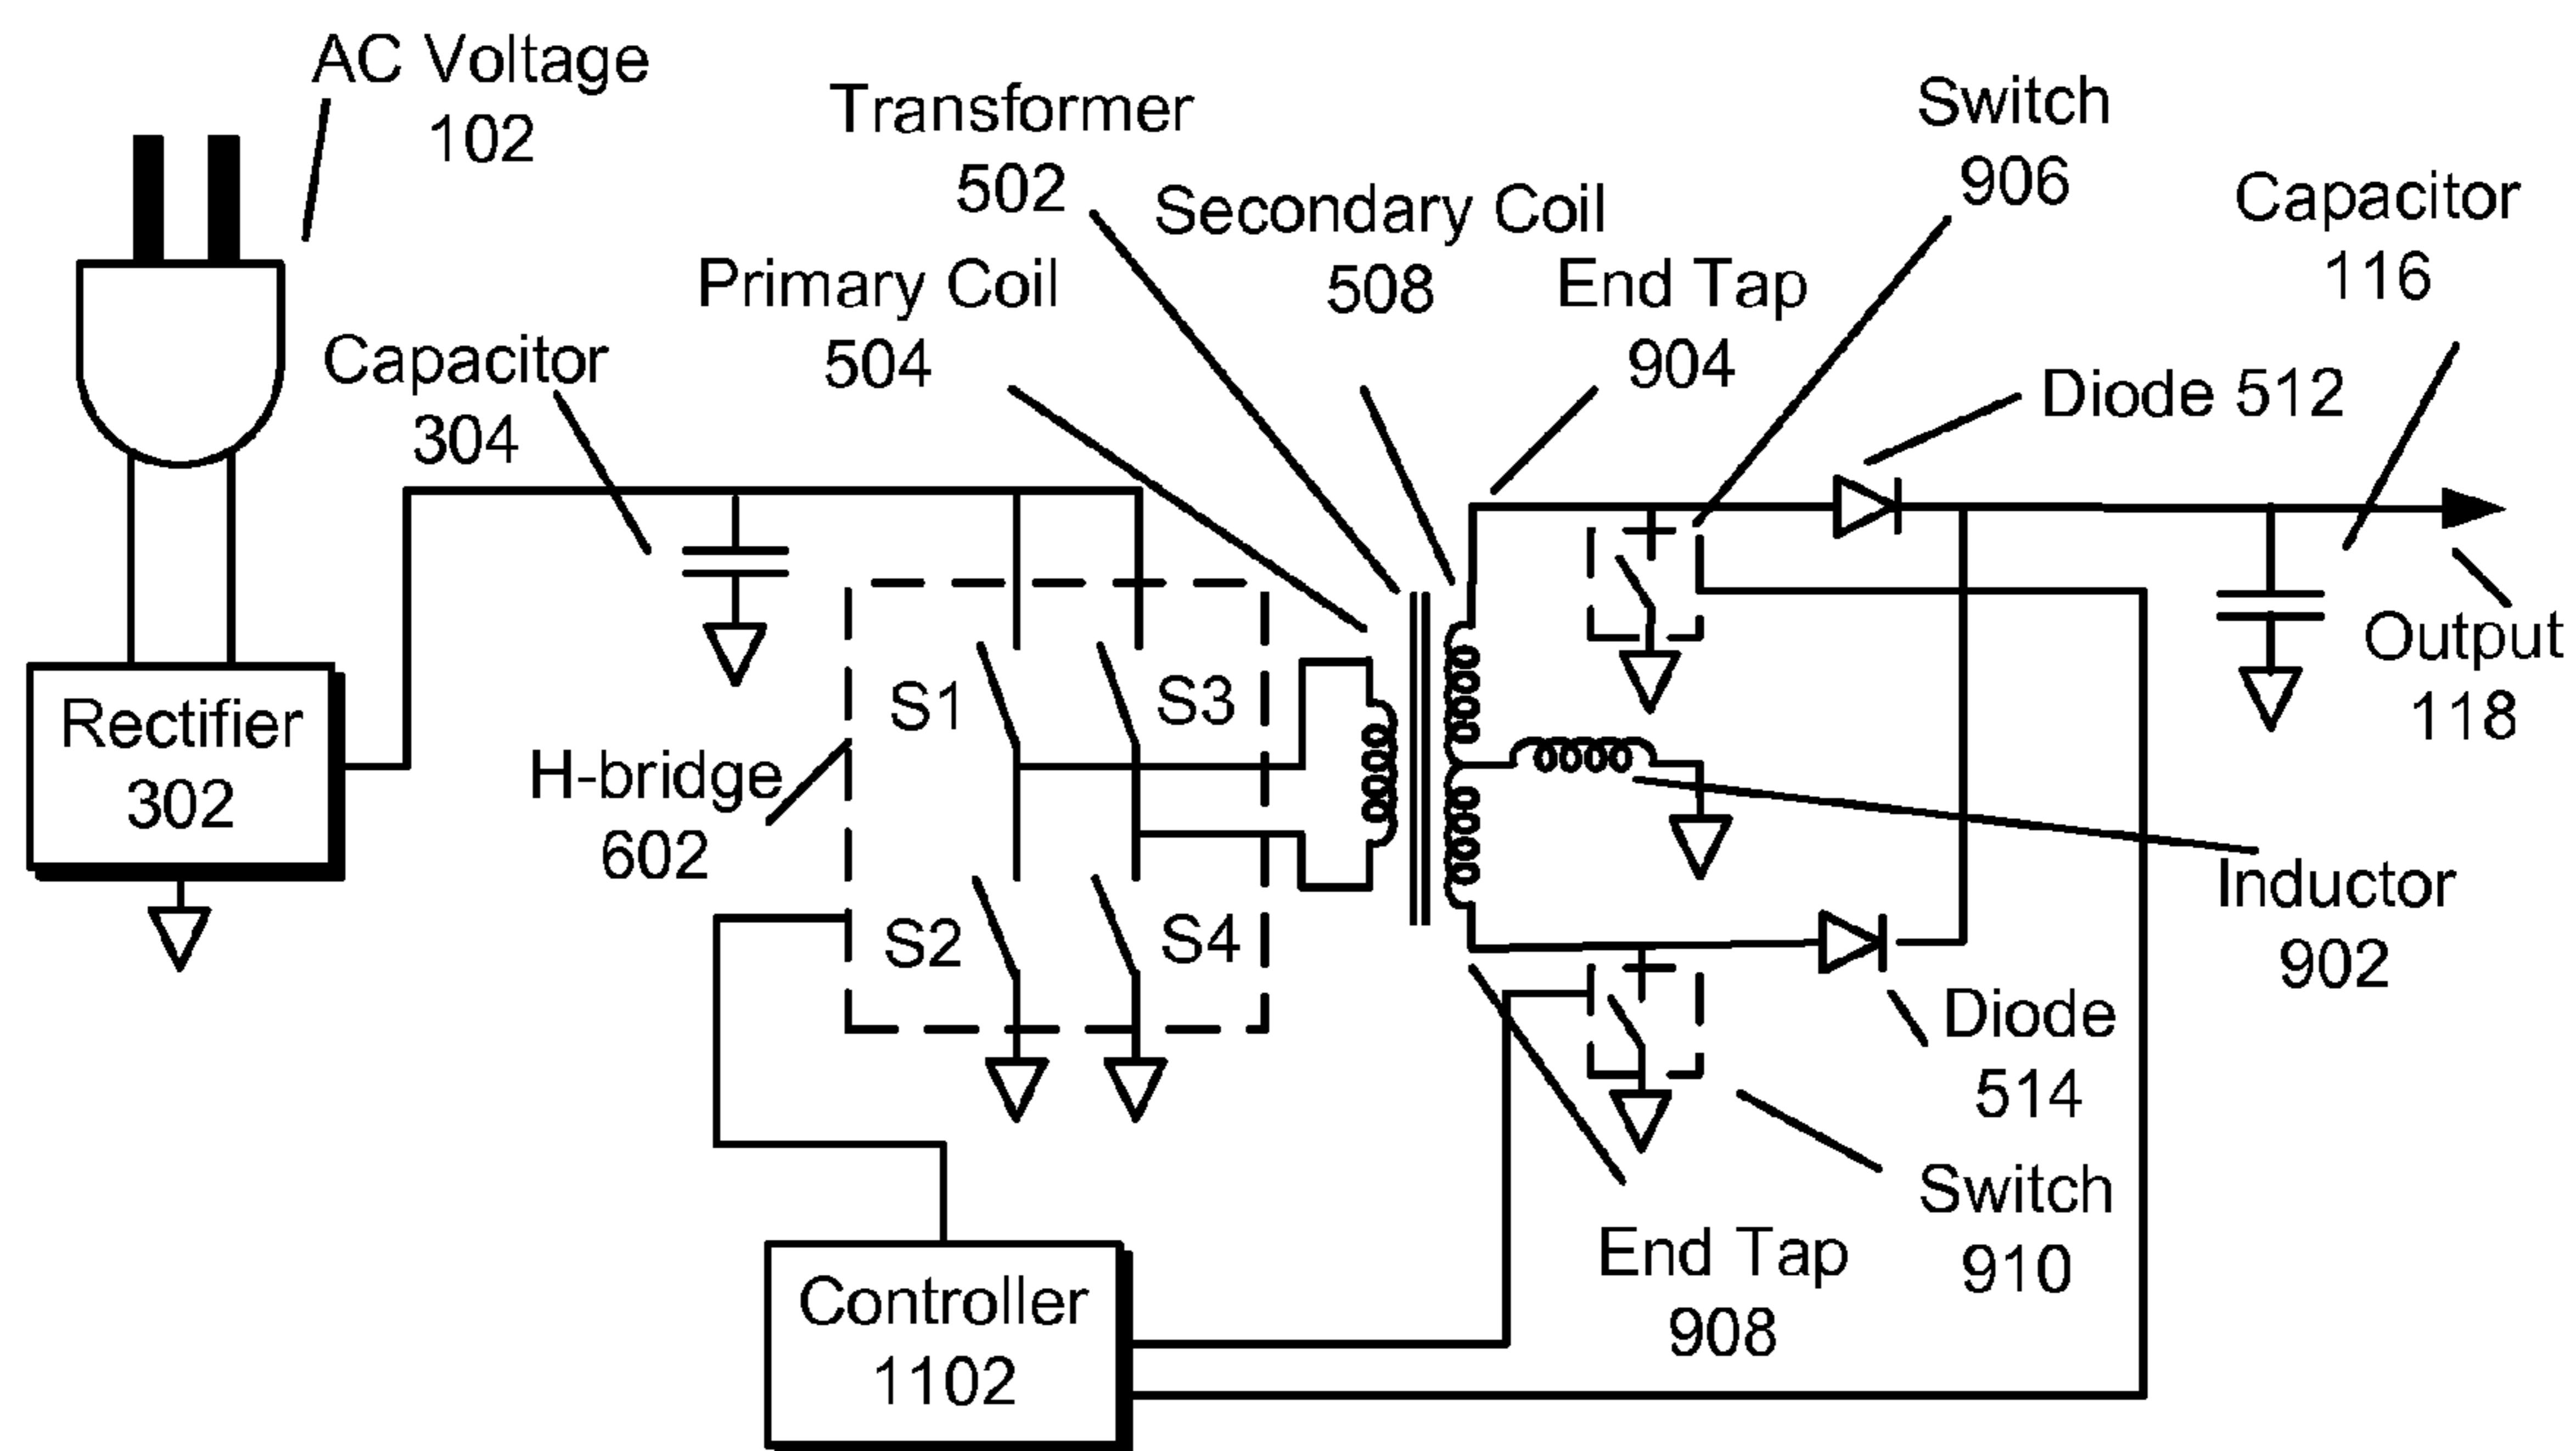 AC Voltage
102
Transformer
502
Switch
906
Secondary Coil
508
Capacitor
116
Primary Coil
504
End Tap
904
Capacitor
304
Diode 512
Output
118
Rectifier
302
S1
S3
H-bridge
602
S2
S4
Inductor
902
Diode
514
Switch
910
End Tap
908
Controller
1102